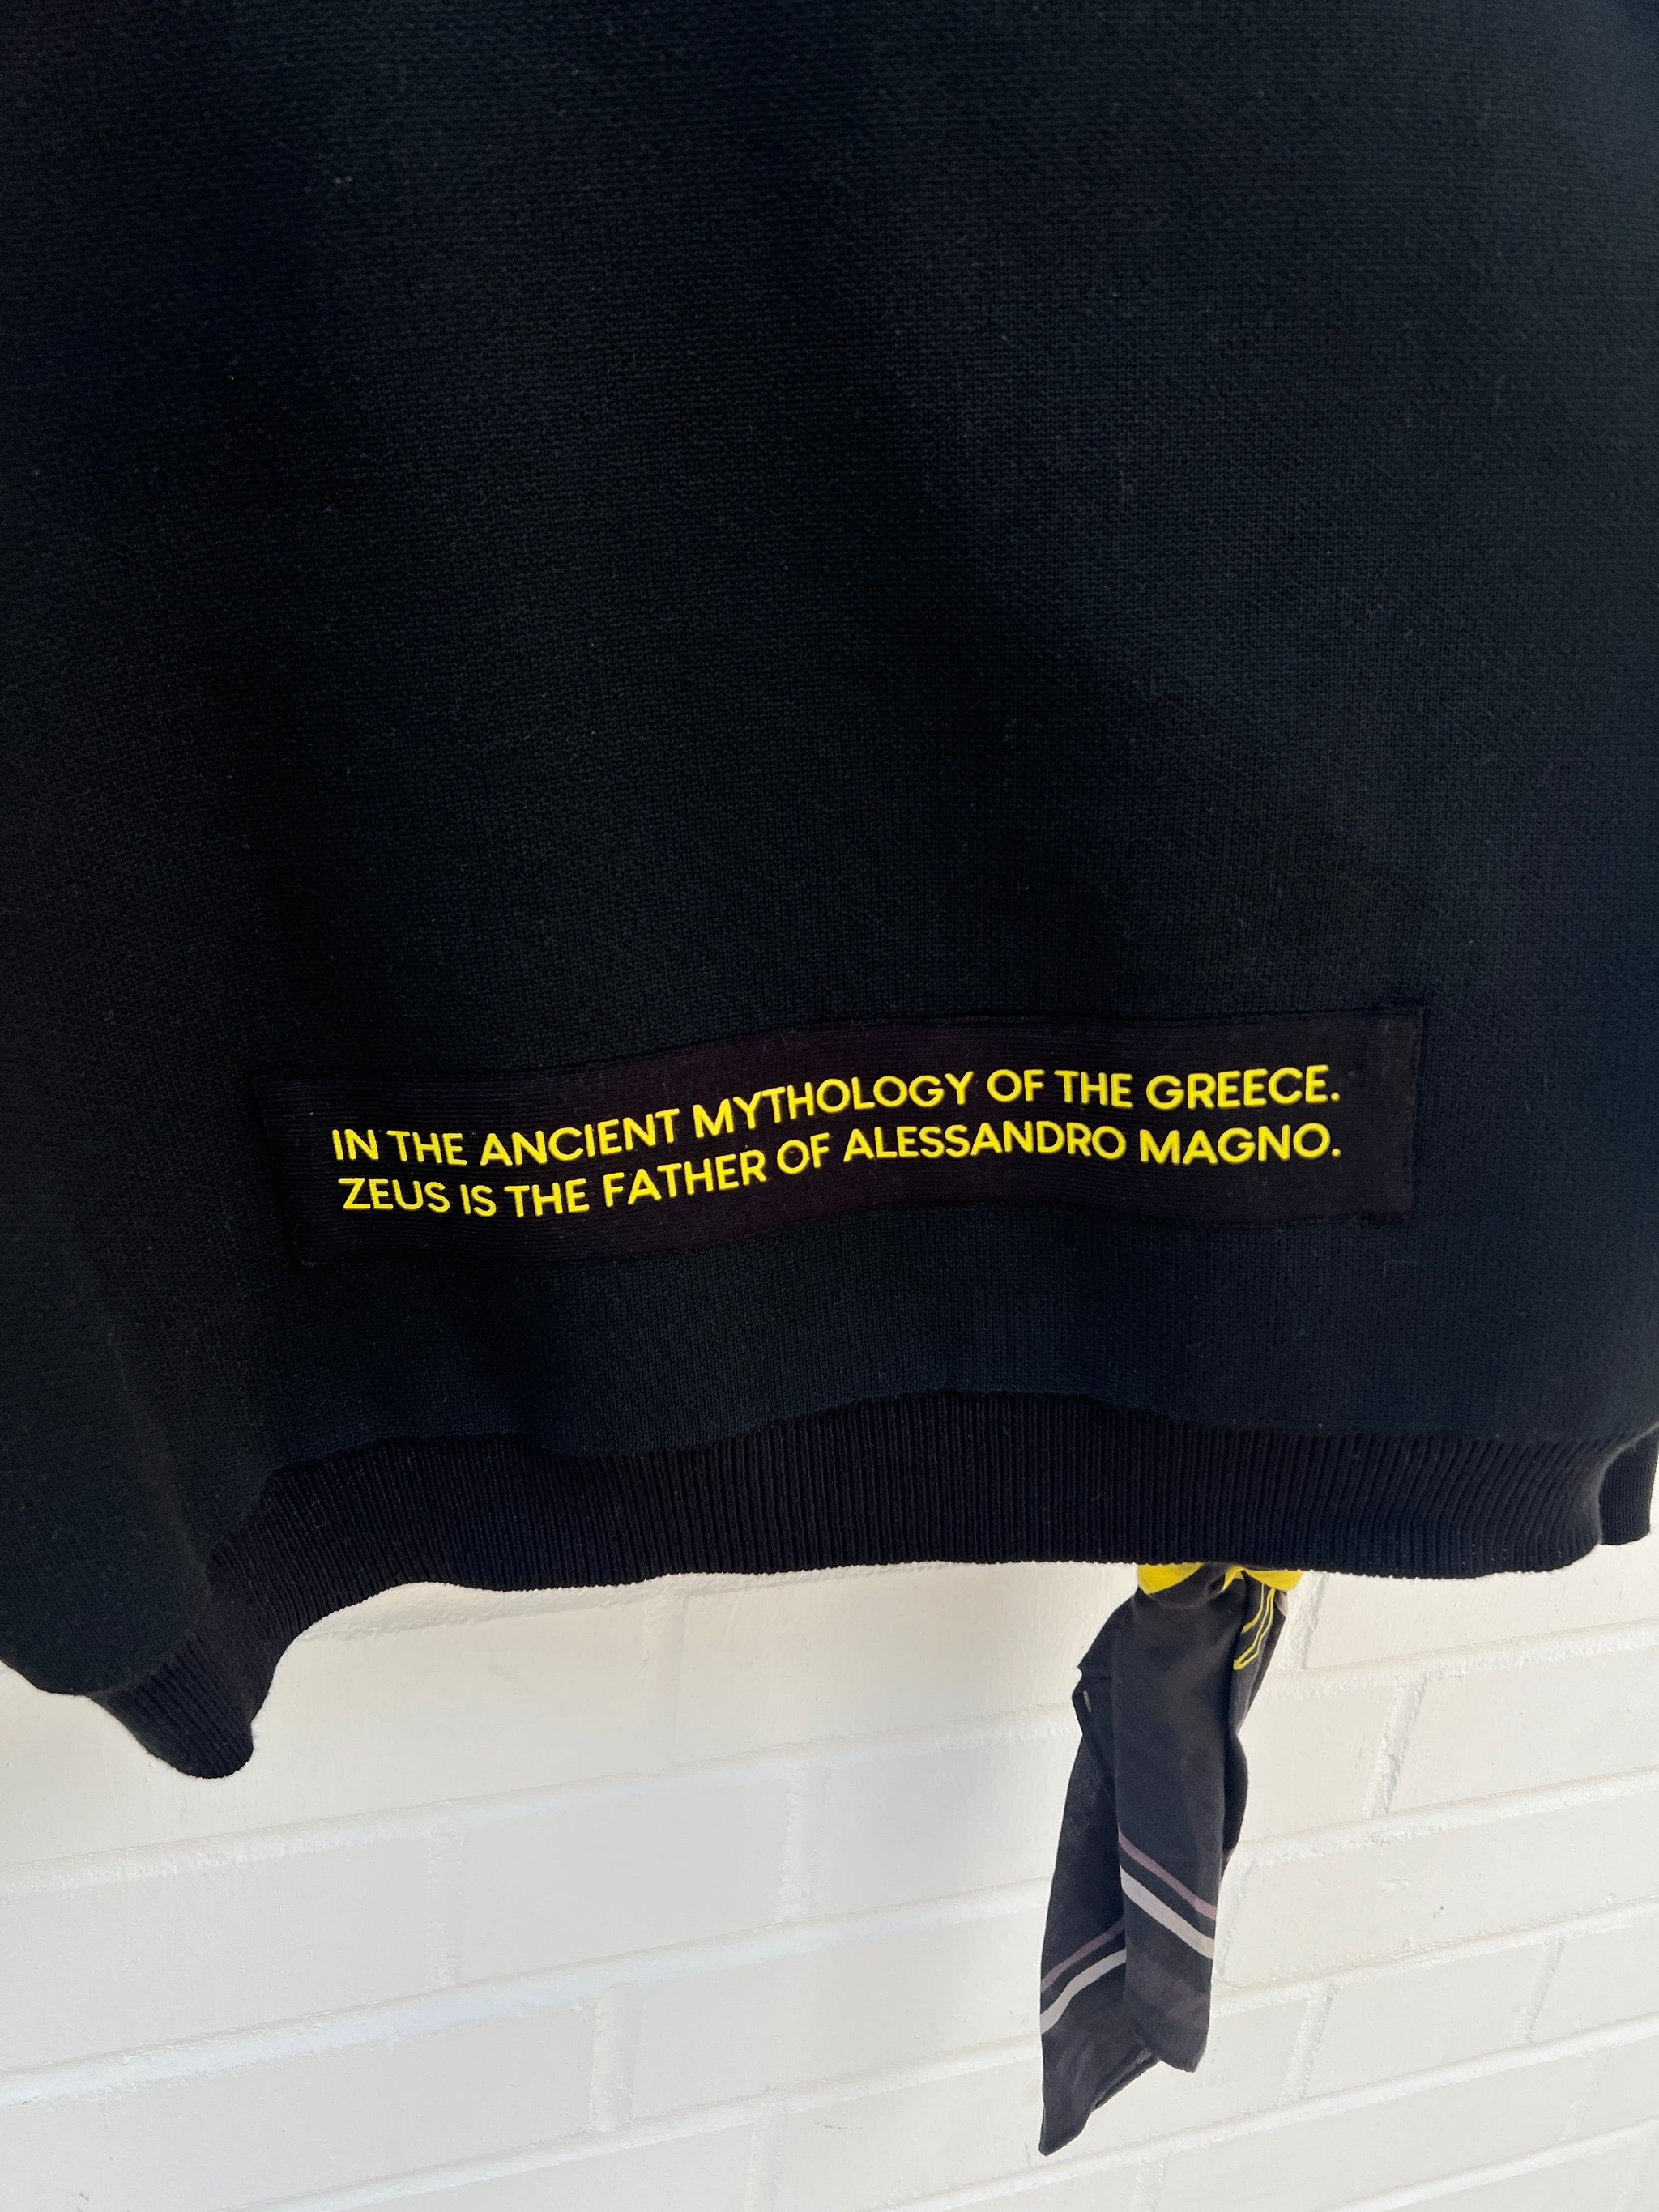 IN THE ANCIENT MYTHOLOGY OF THE GREECE.
ZEUS IS THE FATHER OF ALESSANDRO MAGNO.